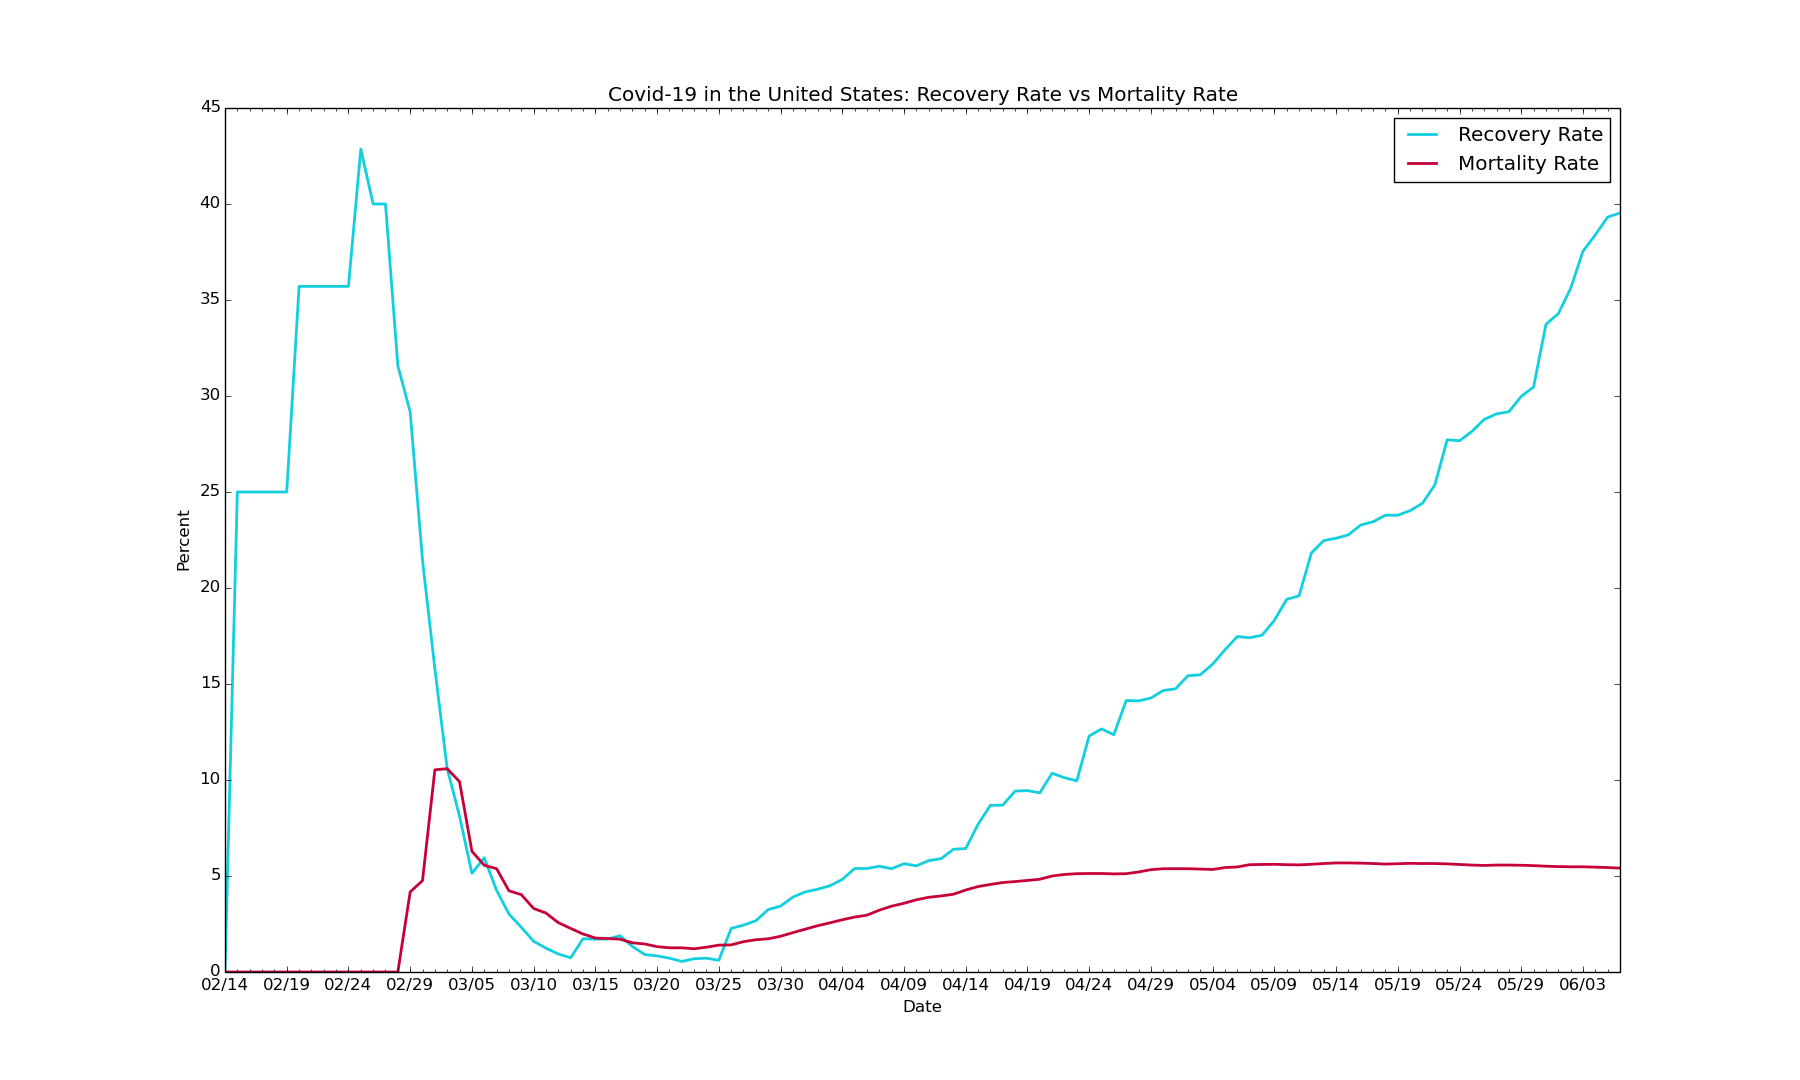 Covid-19 in the United States: Recovery Rate vs Mortality Rate
Recovery Rate
Mortality Rate
45
40
35
30
25
20
15
10
5
0
Percent
02/14 02/19 02/24 02/29 03/05 03/10 03/15 03/20 03/25 03/30 04/04 04/09 04/14 04/19 04/24 04/29 05/04 05/09 05/14 05/19 05/24 05/29 06/03
Date